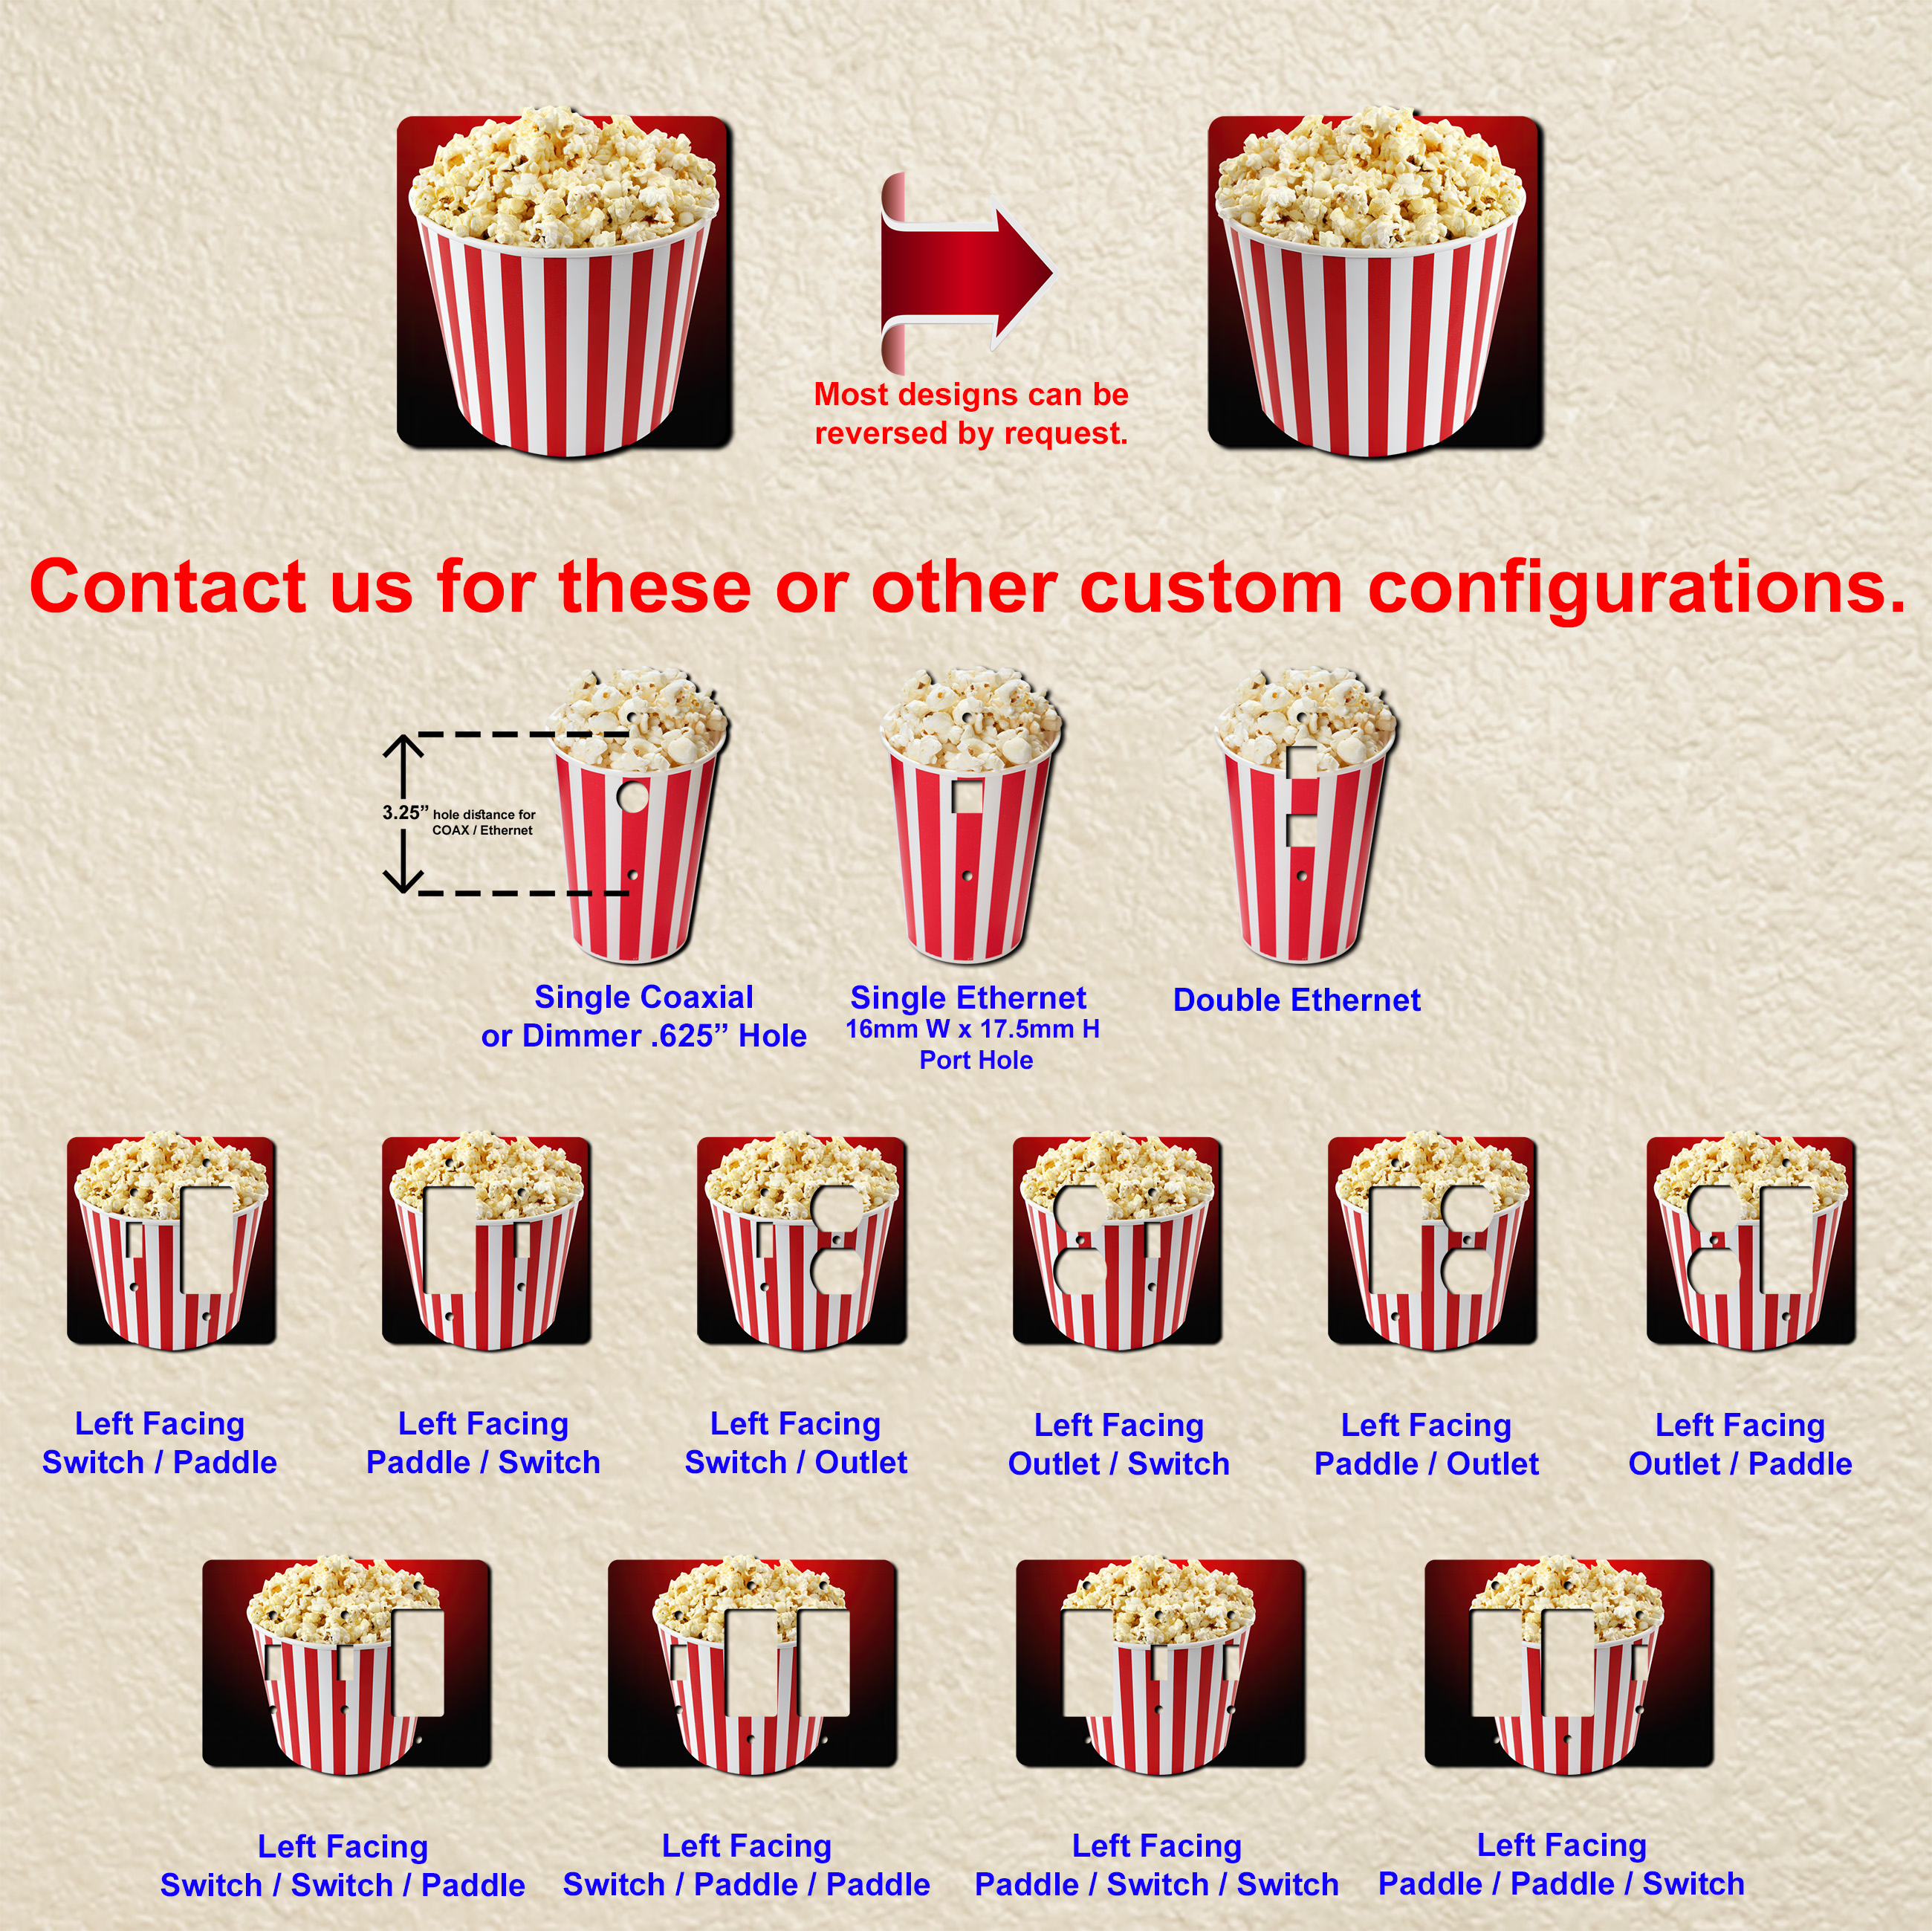 Most designs can be
reversed by request.
Contact us for these or other custom configurations.
3.25” hole distance for
COAX / Ethernet
Single Coaxial
or Dimmer .625” Hole
Single Ethernet
16mm W x 17.5mm H
Port Hole
Double Ethernet
Left Facing
Switch / Paddle
Left Facing
Paddle / Switch
Left Facing
Switch / Outlet
Left Facing
Outlet / Switch
Left Facing
Paddle / Outlet
Left Facing
Outlet / Paddle
Left Facing
Switch / Switch / Paddle
Left Facing
Switch / Paddle / Paddle
Left Facing
Paddle / Switch / Switch
Left Facing
Paddle / Paddle / Switch